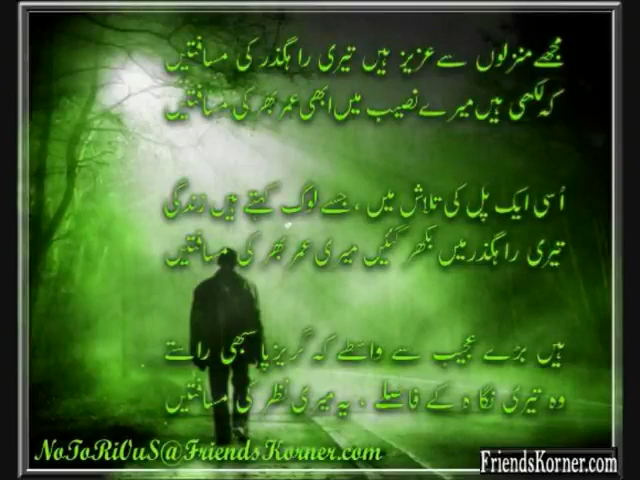 مجھے منزلوں سے عزیز ہیں تیری راہگذر کی مسافتیں
کہ لکھی ہیں میرے نصیب میں ابھی عمر بھر کی مسافتیں
اُسی ایک پل کی تلاش میں ، جسے لوگ کہتے ہیں زندگی
تیری راہگذر میں بکھر گئیں میری عمر بھر کی مسافتیں
ہیں بڑے عجیب سے واسطے کہ گریز پا سبھی راستے
وہ تیری نگاہ کے فاصلے ، یہ میری نظر کی مسافتیں
NoToRiOuS@FriendsKorner.com
FriendsKorner.com